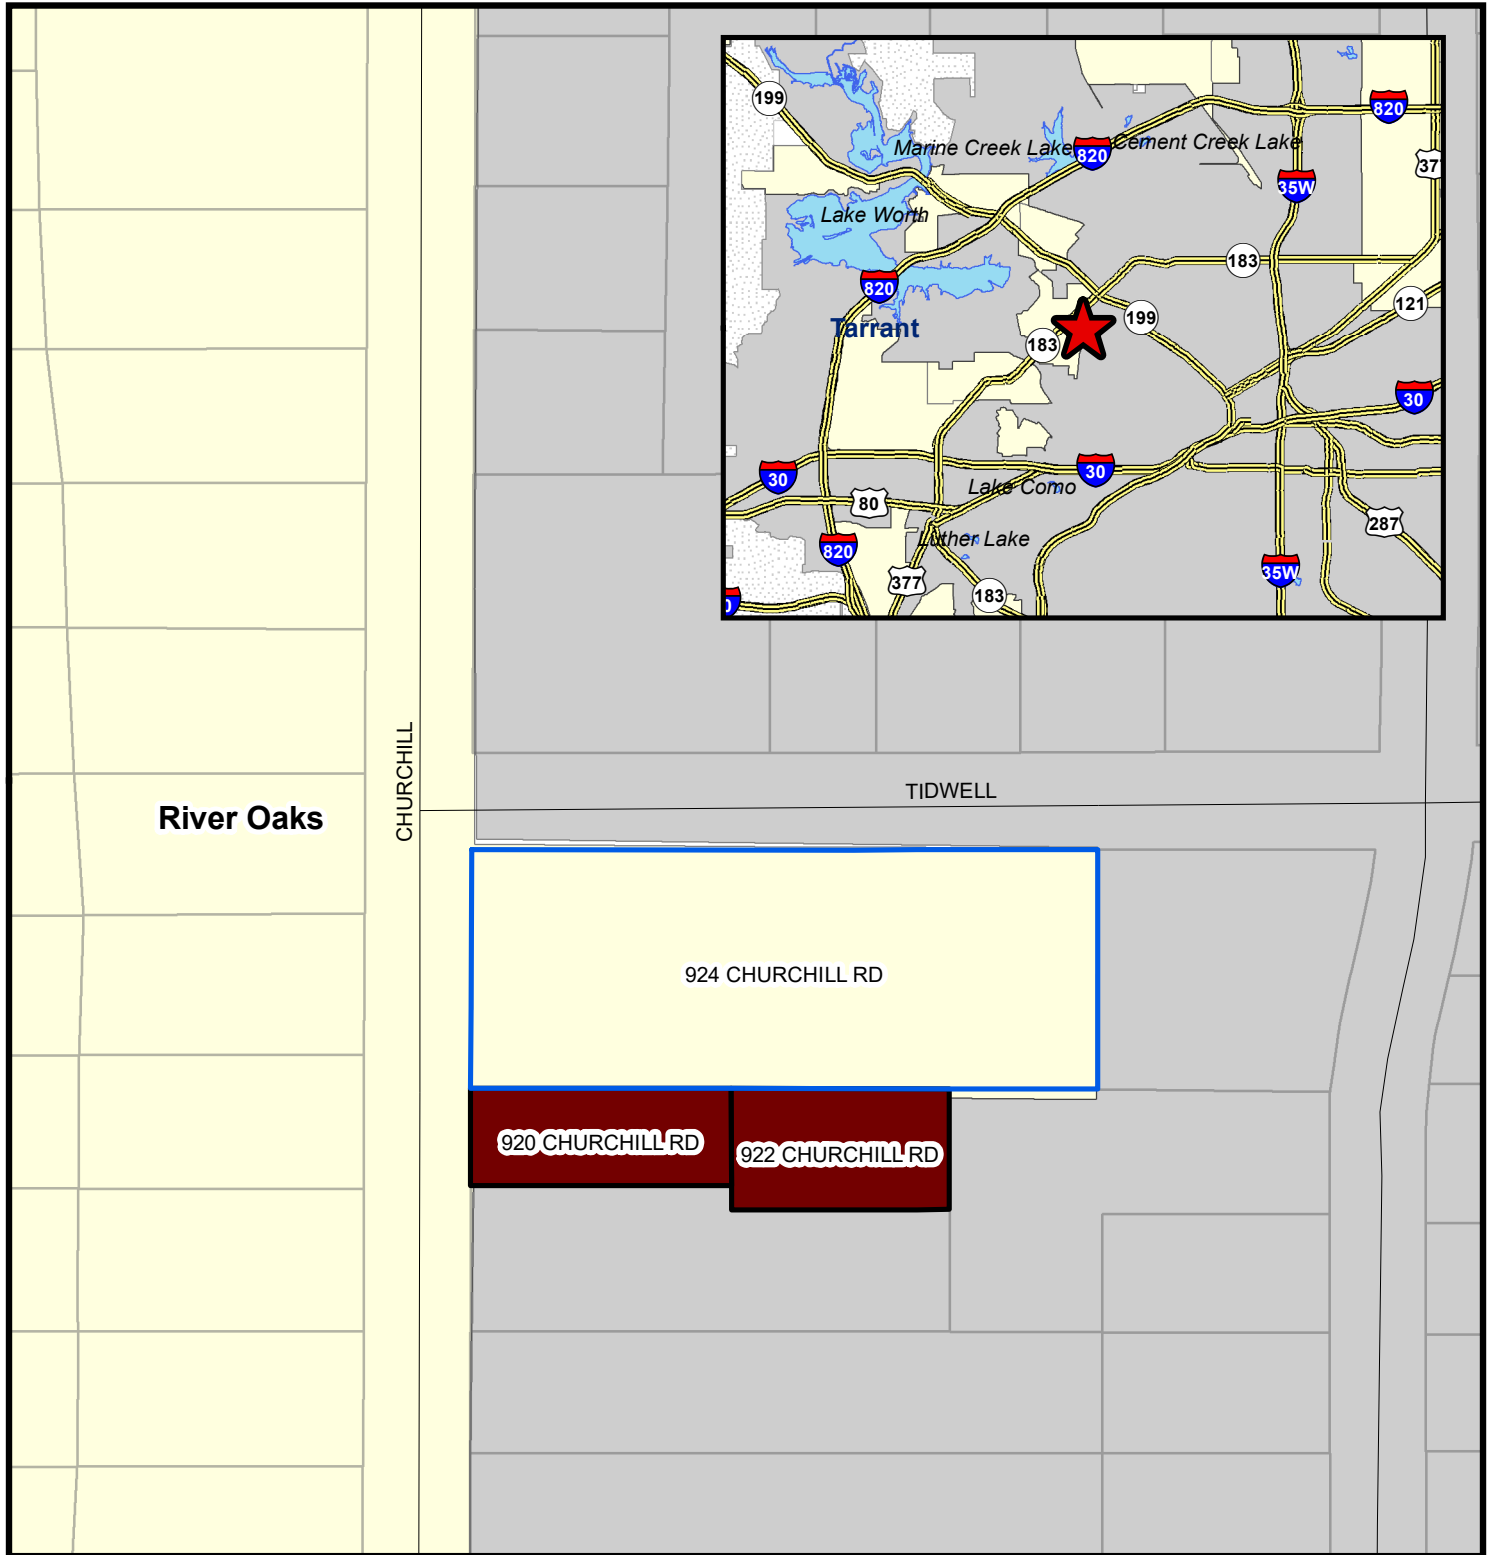 199
820
Marine Creek Lake
820
Cement Creek Lake
37
35W
Lake Worth
183
820
121
Tarrant
199
183
30
30
30
Lake Como
80
287
Luther Lake
820
35W
377
183
0
CHURCHILL
TIDWELL
River Oaks
924 CHURCHILL RD
920 CHURCHILL RD
922 CHURCHILL RD